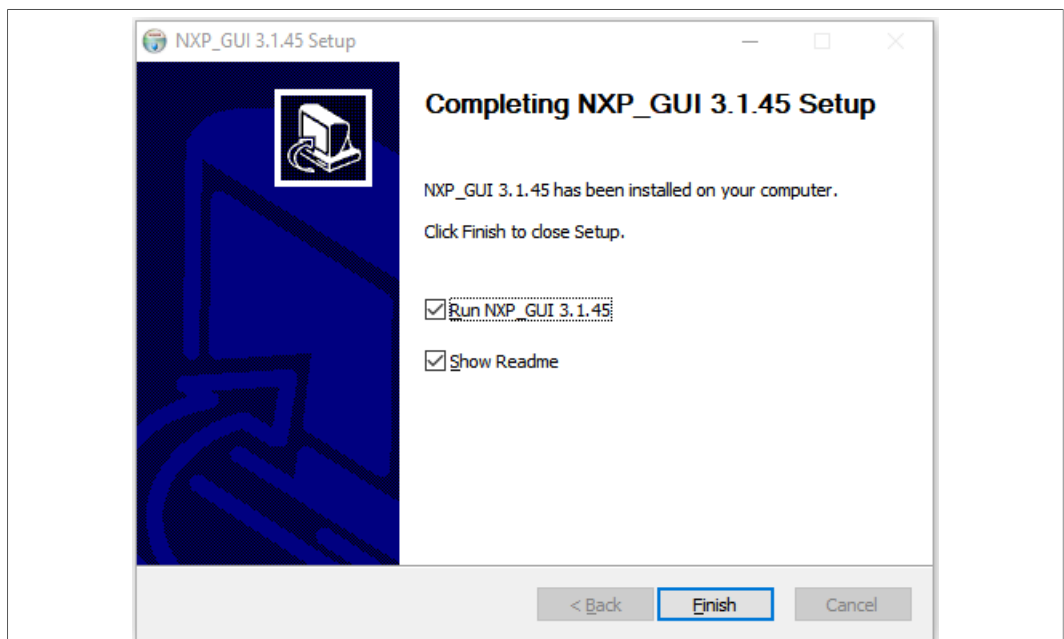 NXP_GUI 3.1.45 Setup
Completing NXP_GUI 3.1.45 Setup
NXP_GUI 3.1.45 has been installed on your computer.
Click Finish to close Setup.
Run NXP_GUI 3.1.45
Show Readme
< Back Finish Cancel